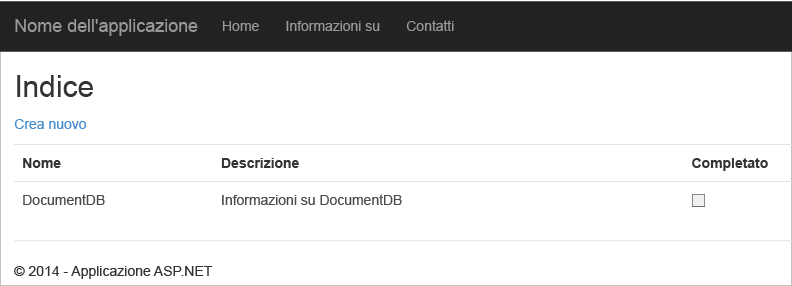 Nome dell'applicazione Home Informazioni su Contatti
Indice
Crea nuovo
Nome Descrizione Completato
DocumentDB Informazioni su DocumentDB
© 2014 - Applicazione ASP.NET